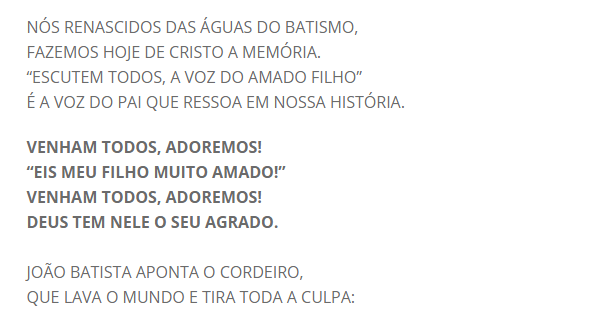 NÓS RENASCIDOS DAS ÁGUAS DO BATISMO,
FAZEMOS HOJE DE CRISTO A MEMÓRIA.
“ESCUTEM TODOS, A VOZ DO AMADO FILHO”
É A VOZ DO PAI QUE RESSOA EM NOSSA HISTÓRIA.
VENHAM TODOS, ADOREMOS!
“EIS MEU FILHO MUITO AMADO!”
VENHAM TODOS, ADOREMOS!
DEUS TEM NELE O SEU AGRADO.
JOÃO BATISTA APONTA O CORDEIRO,
QUE LAVA O MUNDO E TIRA TODA A CULPA: